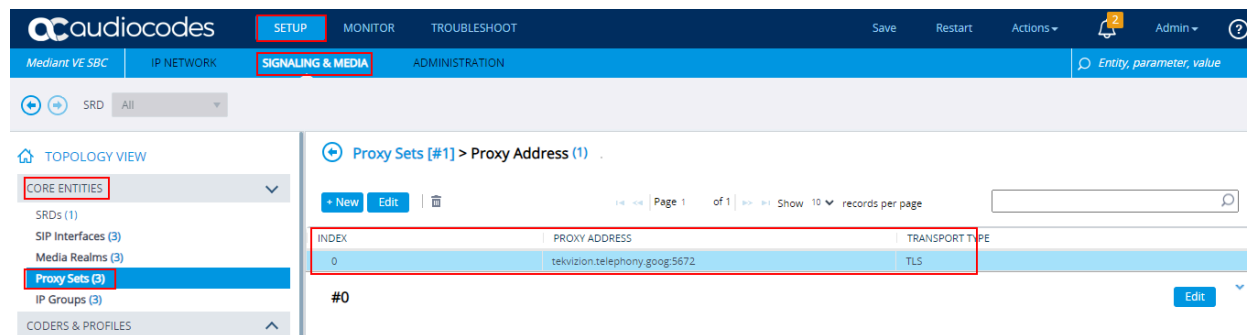 audiocodes SETUP MONITOR TROUBLESHOOT Save Restart Actions 2 Admin ?
Mediant VE SBC IP NETWORK SIGNALING & MEDIA ADMINISTRATION Entity, parameter, value
SRD All
TOPOLOGY VIEW
CORE ENTITIES
SRDs (1)
SIP Interfaces (3)
Media Realms (3)
Proxy Sets (3)
IP Groups (3)
CODERS & PROFILES
Proxy Sets [#1] > Proxy Address (1) .
+ New Edit Page 1 of 1 Show 10 records per page
INDEX PROXY ADDRESS TRANSPORT TYPE
0 tekvizion.telephony.goog:5672 TLS
#0 Edit